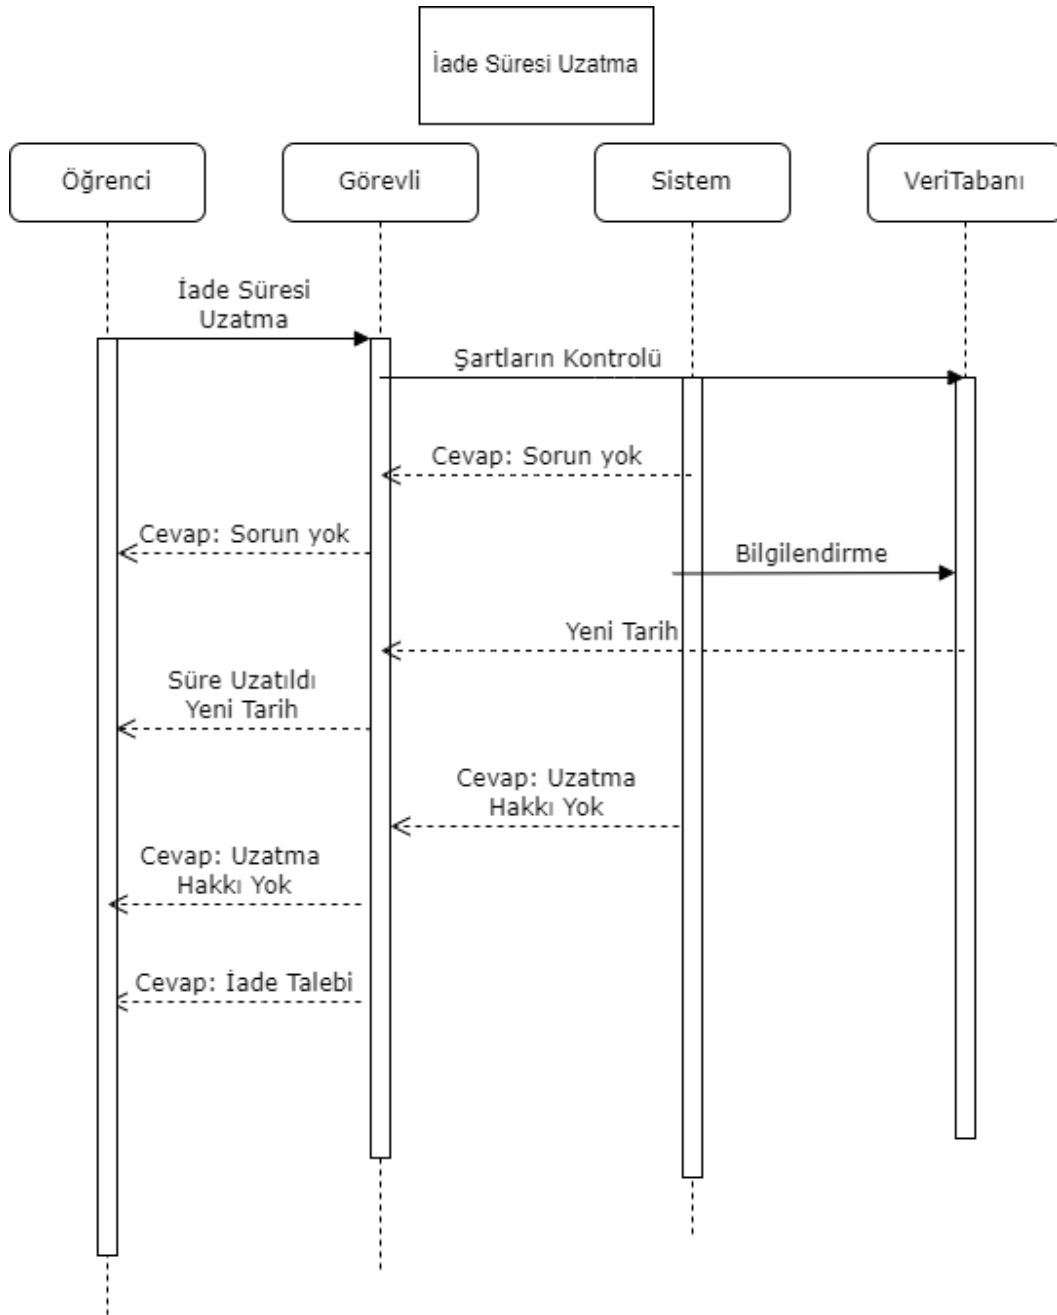 İade Süresi Uzatma
Öğrenci
Görevli
Sistem
VeriTabanı
İade Süresi
Uzatma
Şartların Kontrolü
Cevap: Sorun yok
Cevap: Sorun yok
Bilgilendirme
Yeni Tarih
Süre Uzatıldı
Yeni Tarih
Cevap: Uzatma
Hakkı Yok
Cevap: Uzatma
Hakkı Yok
Cevap: İade Talebi